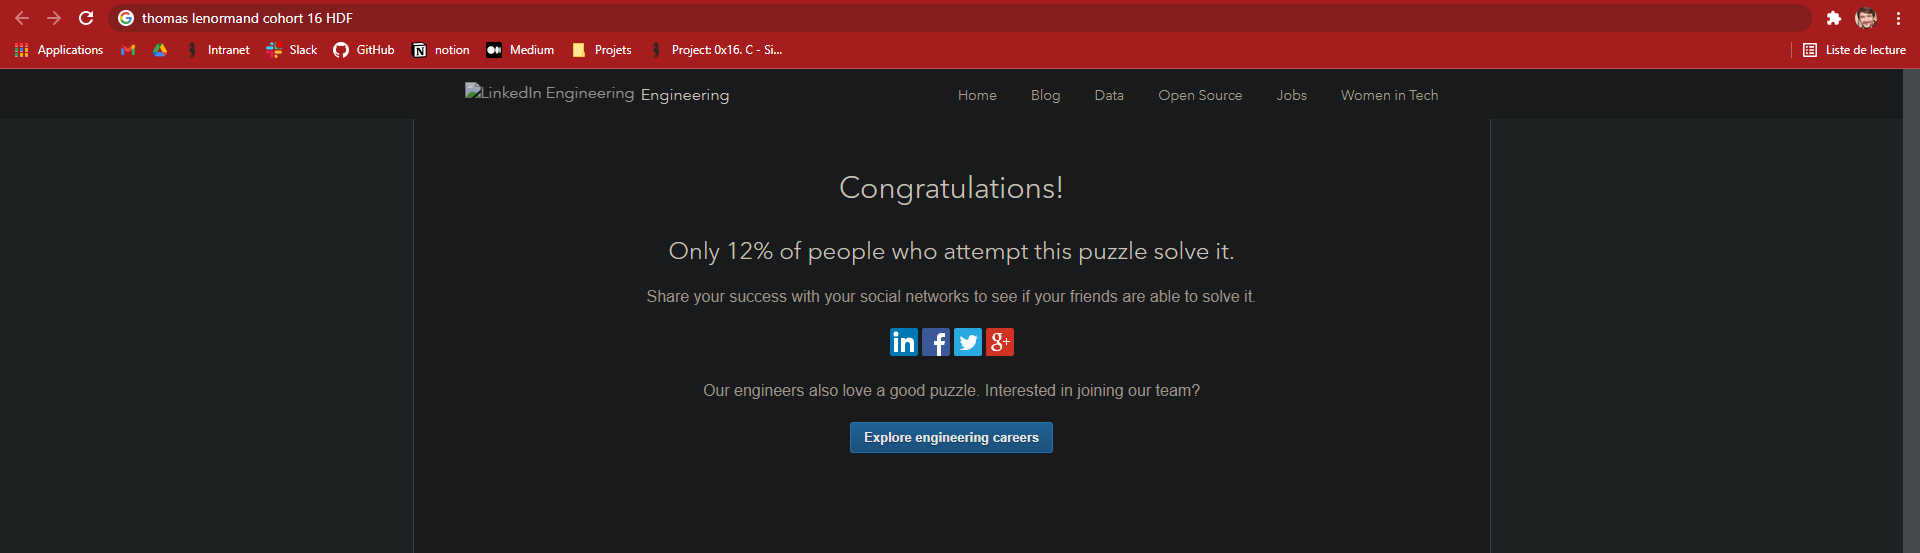 thomas lenormand cohort 16 HDF
Applications Intranet Slack GitHub notion Medium Projets Project: 0x16. C - Si... Liste de lecture
LinkedIn Engineering Engineering Home Blog Data Open Source Jobs Women in Tech
Congratulations!
Only 12% of people who attempt this puzzle solve it.
Share your success with your social networks to see if your friends are able to solve it.
in f g+
Our engineers also love a good puzzle. Interested in joining our team?
Explore engineering careers